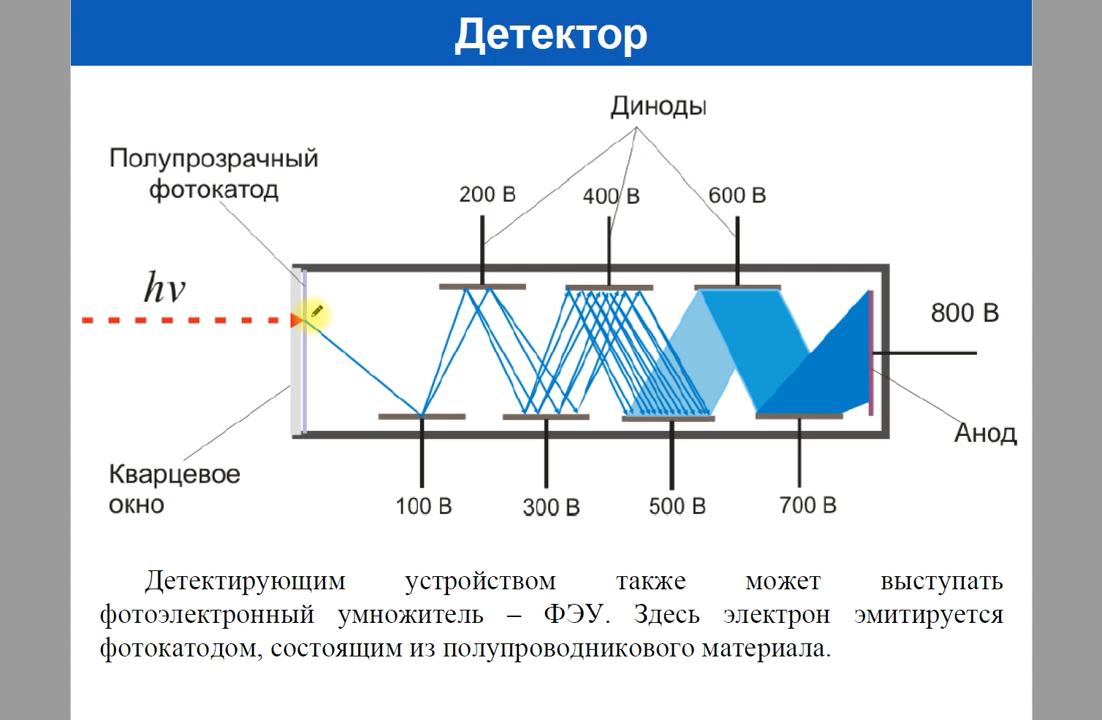 Детектор
Диноды
Полупрозрачный
фотокатод
200 В
400 В
600 В
hν
800 В
Анод
Кварцевое
окно
100 В
300 В
500 В
700 В
Детектирующим устройством также может выступать
фотоэлектронный умножитель – ФЭУ. Здесь электрон эмитируется
фотокатодом, состоящим из полупроводникового материала.